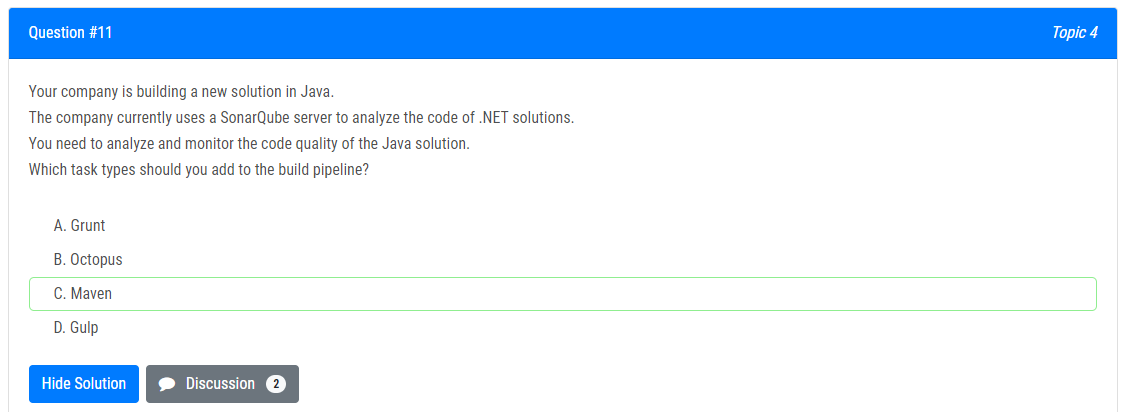 Question #11
Topic 4
Your company is building a new solution in Java.
The company currently uses a SonarQube server to analyze the code of .NET solutions.
You need to analyze and monitor the code quality of the Java solution.
Which task types should you add to the build pipeline?
A. Grunt
B. Octopus
C. Maven
D. Gulp
Hide Solution
Discussion 2